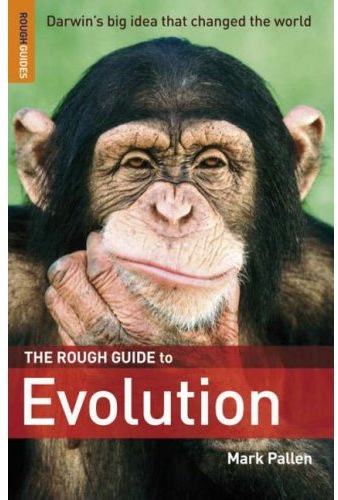 ROUGH GUIDES
Darwin's big idea that changed the world
THE ROUGH GUIDE to
Evolution
Mark Pallen